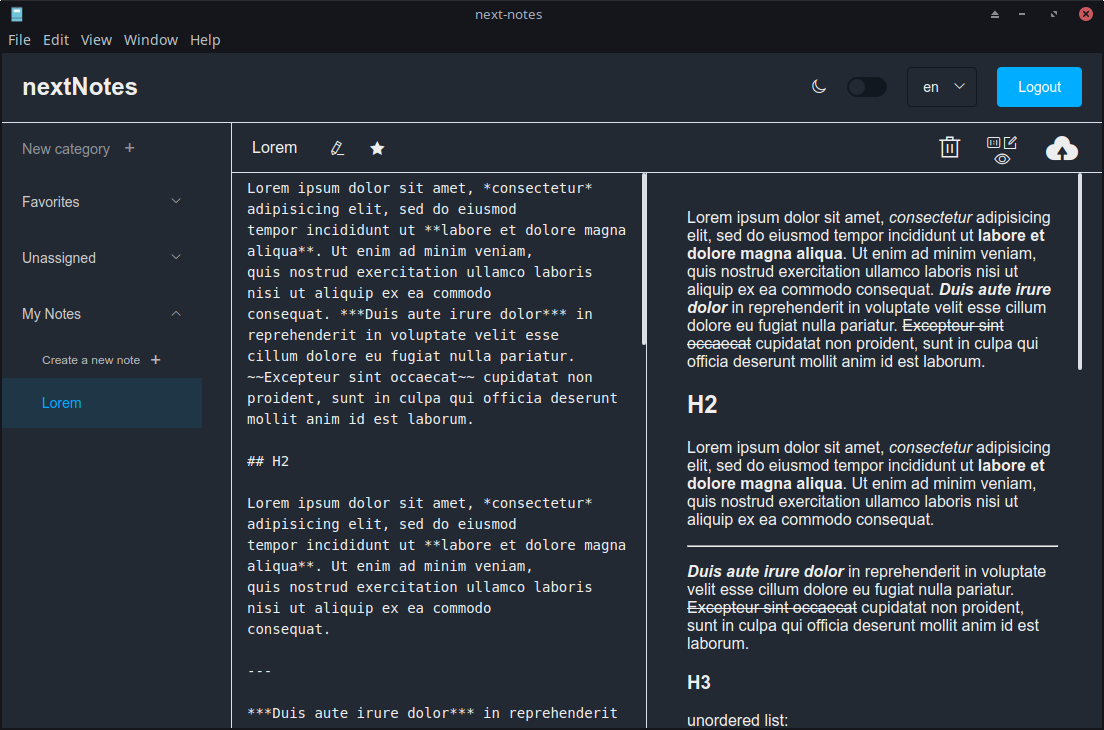 next-notes
File Edit View Window Help
nextNotes
en
Logout
New category +
Favorites
Unassigned
My Notes
Create a new note +
Lorem
Lorem
Lorem ipsum dolor sit amet, *consectetur*
adipisicing elit, sed do eiusmod
tempor incididunt ut **labore et dolore magna
aliqua**. Ut enim ad minim veniam,
quis nostrud exercitation ullamco laboris
nisi ut aliquip ex ea commodo
consequat. ***Duis aute irure dolor*** in
reprehenderit in voluptate velit esse
cillum dolore eu fugiat nulla pariatur.
~~Excepteur sint occaecat~~ cupidatat non
proident, sunt in culpa qui officia deserunt
mollit anim id est laborum.
## H2
Lorem ipsum dolor sit amet, *consectetur*
adipisicing elit, sed do eiusmod
tempor incididunt ut **labore et dolore magna
aliqua**. Ut enim ad minim veniam,
quis nostrud exercitation ullamco laboris
nisi ut aliquip ex ea commodo
consequat.
---
***Duis aute irure dolor*** in reprehenderit
Lorem ipsum dolor sit amet, consectetur adipisicing
elit, sed do eiusmod tempor incididunt ut labore et
dolore magna aliqua. Ut enim ad minim veniam,
quis nostrud exercitation ullamco laboris nisi ut
aliquip ex ea commodo consequat. Duis aute irure
dolor in reprehenderit in voluptate velit esse cillum
dolore eu fugiat nulla pariatur. Excepteur sint
occaecat cupidatat non proident, sunt in culpa qui
officia deserunt mollit anim id est laborum.
H2
Lorem ipsum dolor sit amet, consectetur adipisicing
elit, sed do eiusmod tempor incididunt ut labore et
dolore magna aliqua. Ut enim ad minim veniam,
quis nostrud exercitation ullamco laboris nisi ut
aliquip ex ea commodo consequat.
Duis aute irure dolor in reprehenderit in voluptate
velit esse cillum dolore eu fugiat nulla pariatur.
Excepteur sint occaecat cupidatat non proident,
sunt in culpa qui officia deserunt mollit anim id est
laborum.
H3
unordered list: